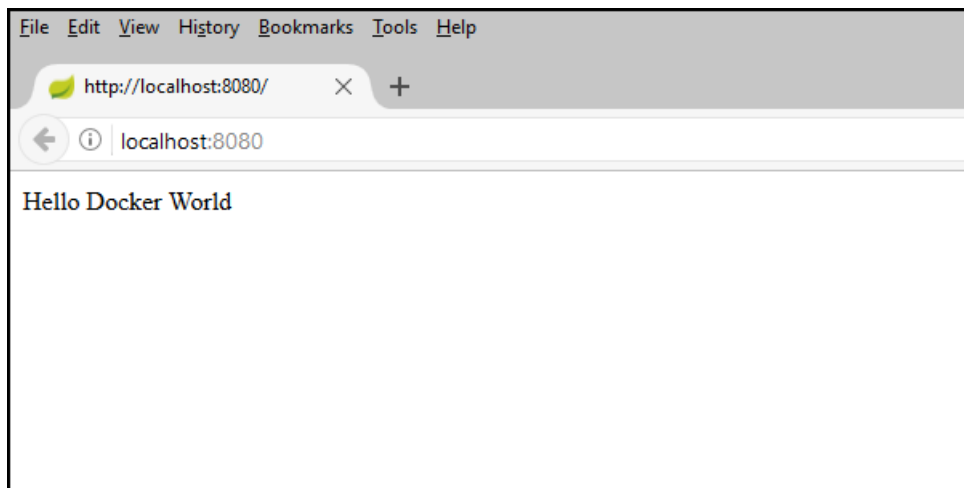 File Edit View History Bookmarks Tools Help
http://localhost:8080/
localhost:8080
Hello Docker World